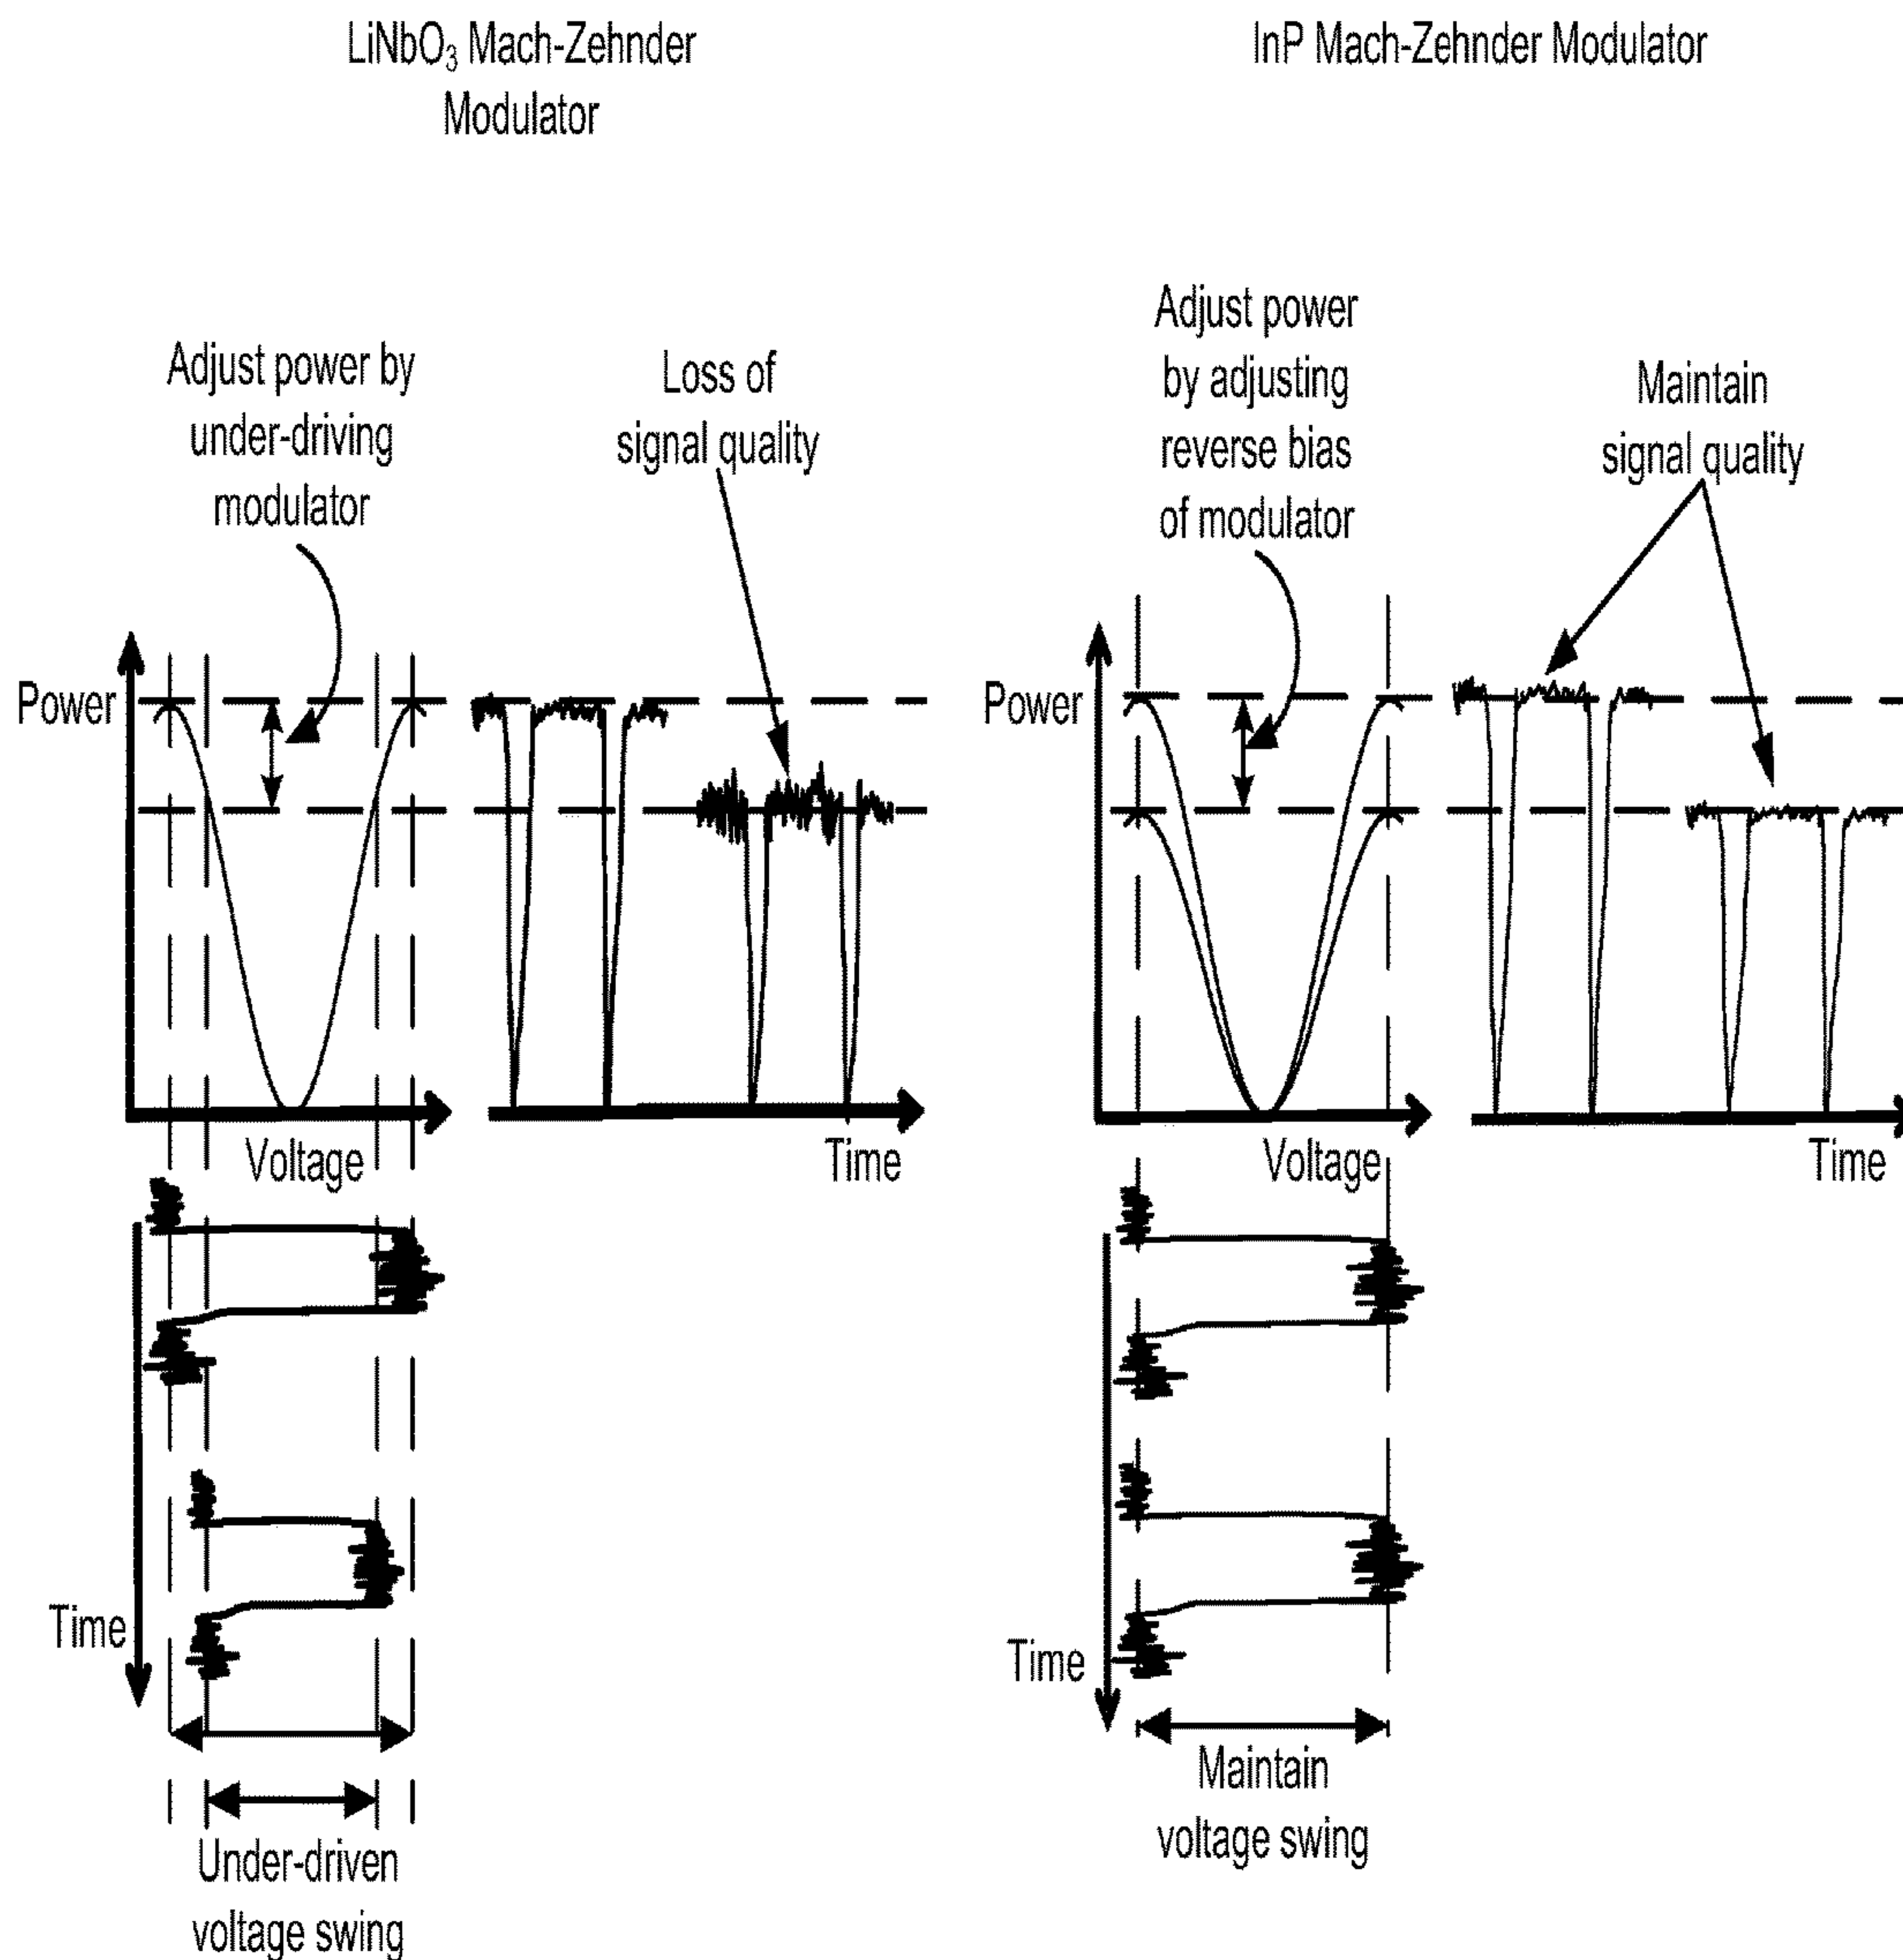 LiNbO₃ Mach-Zehnder
Modulator
Adjust power by
under-driving
modulator
Loss of
signal quality
Power
Voltage
Time
Time
Under-driven
voltage swing
InP Mach-Zehnder Modulator
Adjust power
by adjusting
reverse bias
of modulator
Maintain
signal quality
Power
Voltage
Time
Time
Maintain
voltage swing